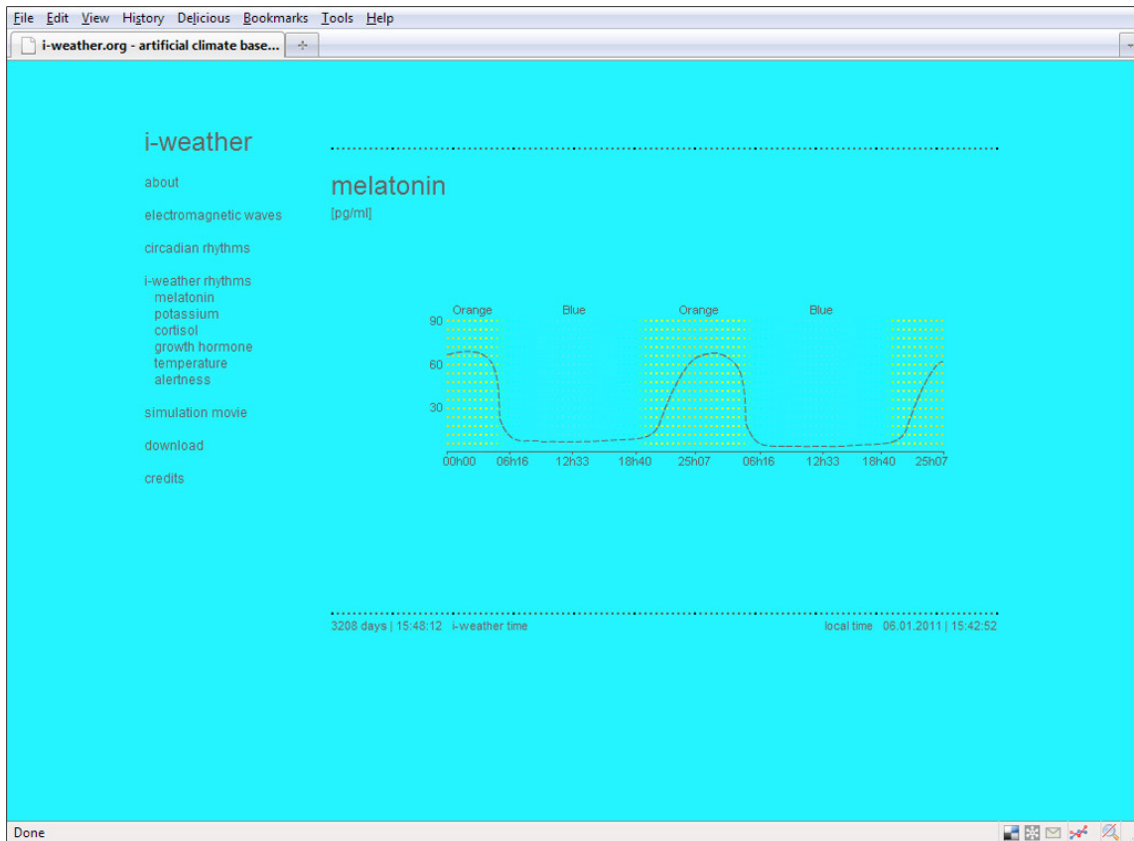 File Edit View History Delicious Bookmarks Tools Help
i-weather.org - artificial climate base...
i-weather
about
electromagnetic waves
circadian rhythms
i-weather rhythms
melatonin
potassium
cortisol
growth hormone
temperature
alertness
simulation movie
download
credits
melatonin
[pg/ml]
Orange Blue Orange Blue
90
60
30
00h00 06h16 12h33 18h40 25h07 06h16 12h33 18h40 25h07
3208 days | 15:48:12 i-weather time local time 06.01.2011 | 15:42:52
Done